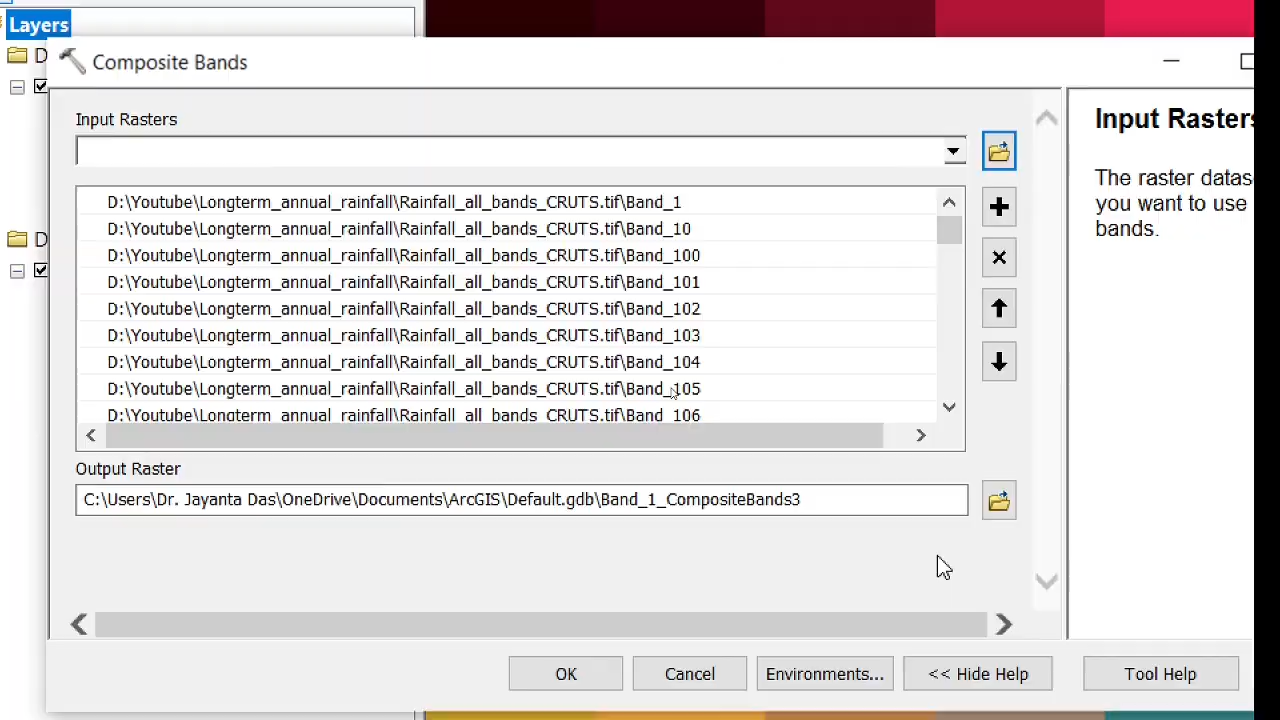 Layers
D
Composite Bands
Input Rasters
D:\Youtube\Longterm_annual_rainfall\Rainfall_all_bands_CRUTS.tif\Band_1
D:\Youtube\Longterm_annual_rainfall\Rainfall_all_bands_CRUTS.tif\Band_10
D:\Youtube\Longterm_annual_rainfall\Rainfall_all_bands_CRUTS.tif\Band_100
D:\Youtube\Longterm_annual_rainfall\Rainfall_all_bands_CRUTS.tif\Band_101
D:\Youtube\Longterm_annual_rainfall\Rainfall_all_bands_CRUTS.tif\Band_102
D:\Youtube\Longterm_annual_rainfall\Rainfall_all_bands_CRUTS.tif\Band_103
D:\Youtube\Longterm_annual_rainfall\Rainfall_all_bands_CRUTS.tif\Band_104
D:\Youtube\Longterm_annual_rainfall\Rainfall_all_bands_CRUTS.tif\Band_105
D:\Youtube\Longterm_annual_rainfall\Rainfall_all_bands_CRUTS.tif\Band_106
D
Output Raster
C:\Users\Dr. Jayanta Das\OneDrive\Documents\ArcGIS\Default.gdb\Band_1_CompositeBands3
OK
Cancel
Environments...
<< Hide Help
Tool Help
Input Rasters
The raster datas
you want to use
bands.